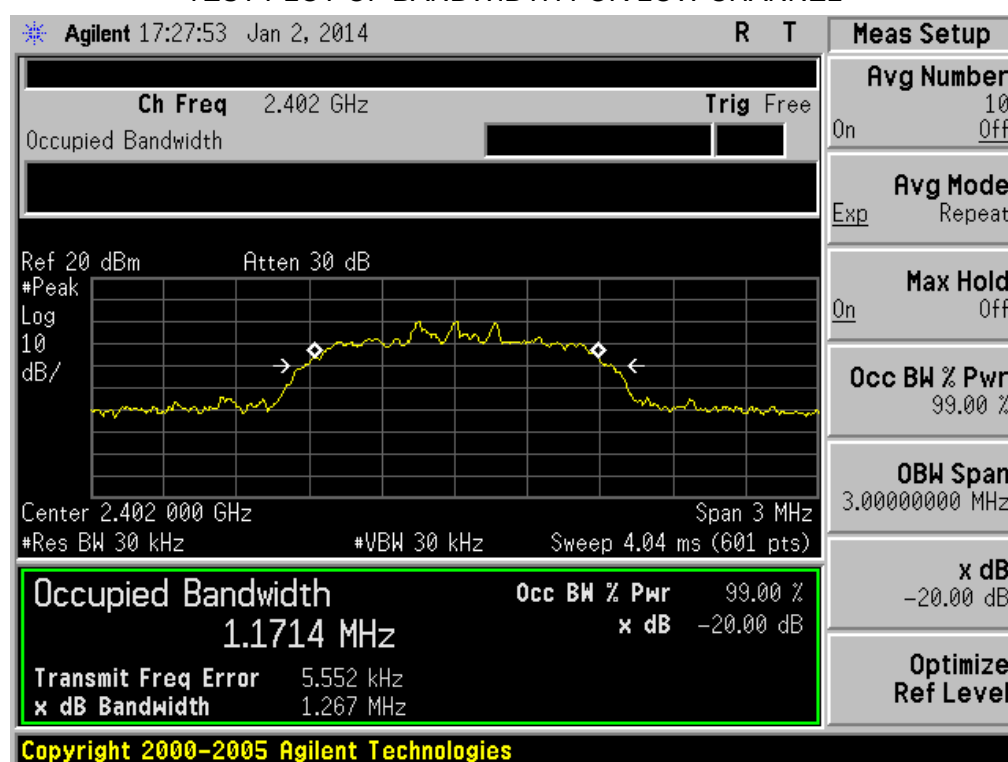 Agilent 17:27:53 Jan 2, 2014 R T
Ch Freq 2.402 GHz Trig Free
Occupied Bandwidth
Ref 20 dBm Atten 30 dB
#Peak
Log
10
dB/
Center 2.402 000 GHz Span 3 MHz
#Res BW 30 kHz #VBW 30 kHz Sweep 4.04 ms (601 pts)
Occupied Bandwidth Occ BW % Pwr 99.00 %
1.1714 MHz x dB -20.00 dB
Transmit Freq Error 5.552 kHz
x dB Bandwidth 1.267 MHz
Copyright 2000-2005 Agilent Technologies
Meas Setup
Avg Number
10
On Off
Avg Mode
Exp Repeat
Max Hold
On Off
Occ BW % Pwr
99.00 %
OBW Span
3.00000000 MHz
x dB
-20.00 dB
Optimize
Ref Level